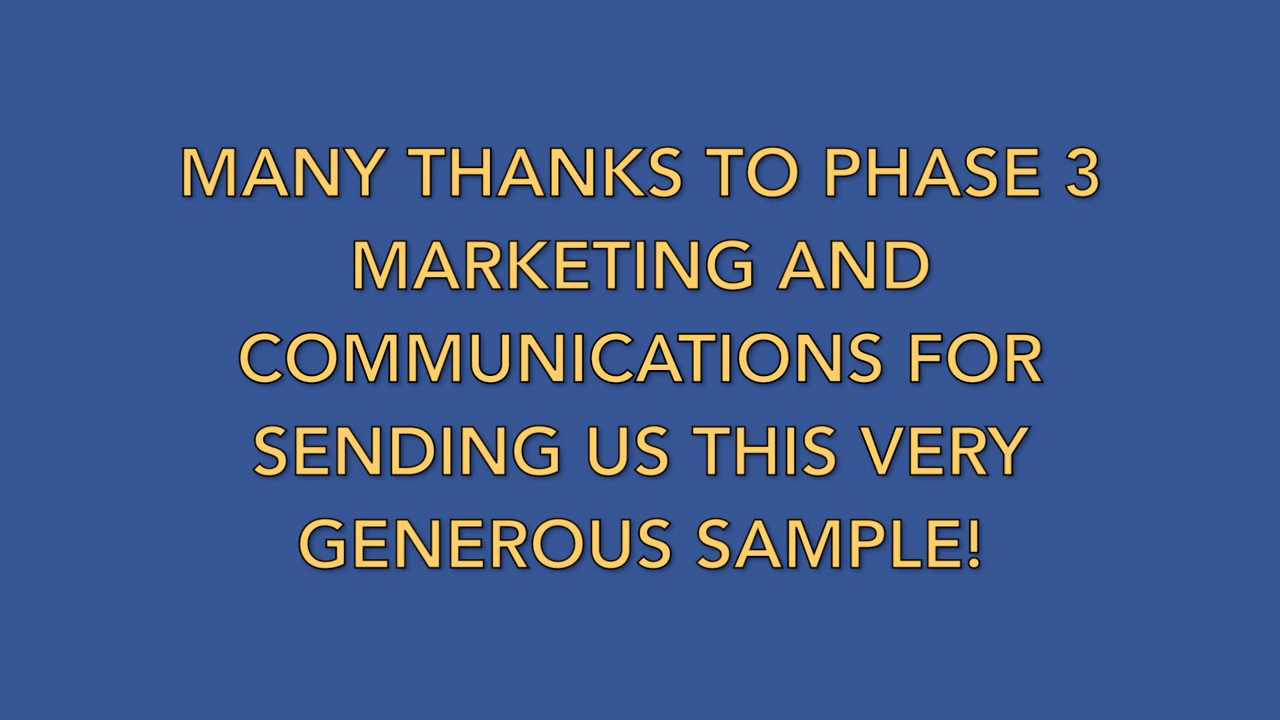 MANY THANKS TO PHASE 3
MARKETING AND
COMMUNICATIONS FOR
SENDING US THIS VERY
GENEROUS SAMPLE!